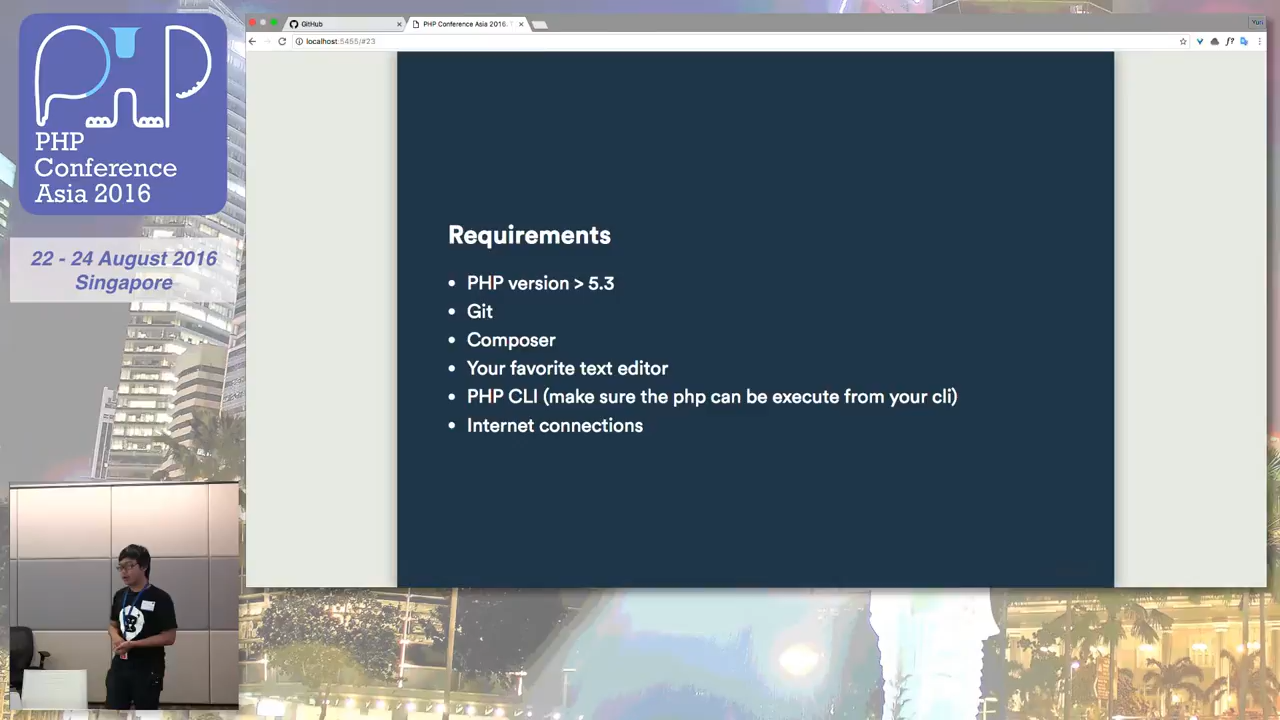 PHP
PHP
Conference
Asia 2016
22 - 24 August 2016
Singapore
GitHub
PHP Conference Asia 2016.
Yuri
localhost:5455/#23
f?
Requirements
• PHP version > 5.3
• Git
• Composer
• Your favorite text editor
• PHP CLI (make sure the php can be execute from your cli)
• Internet connections